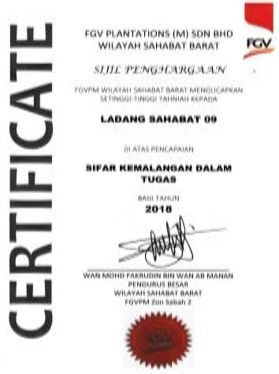 CERTIFICATE
FGV PLANTATIONS (M) SDN BHD
WILAYAH SAHABAT BARAT
FGV
SIJIL PENGHARGAAN
FGVPM WILAYAH SAHABAT BARAT MENGUCAPKAN
SETINGGI-TINGGI TAHNIAH KEPADA
LADANG SAHABAT 09
DI ATAS PENCAPAIAN
SIFAR KEMALANGAN DALAM
TUGAS
BAGI TAHUN
2018
WAN MOHD FAKRUDIN BIN WAN AB MANAN
PENGURUS BESAR
WILAYAH SAHABAT BARAT
FGVPM Zon Sabah 2